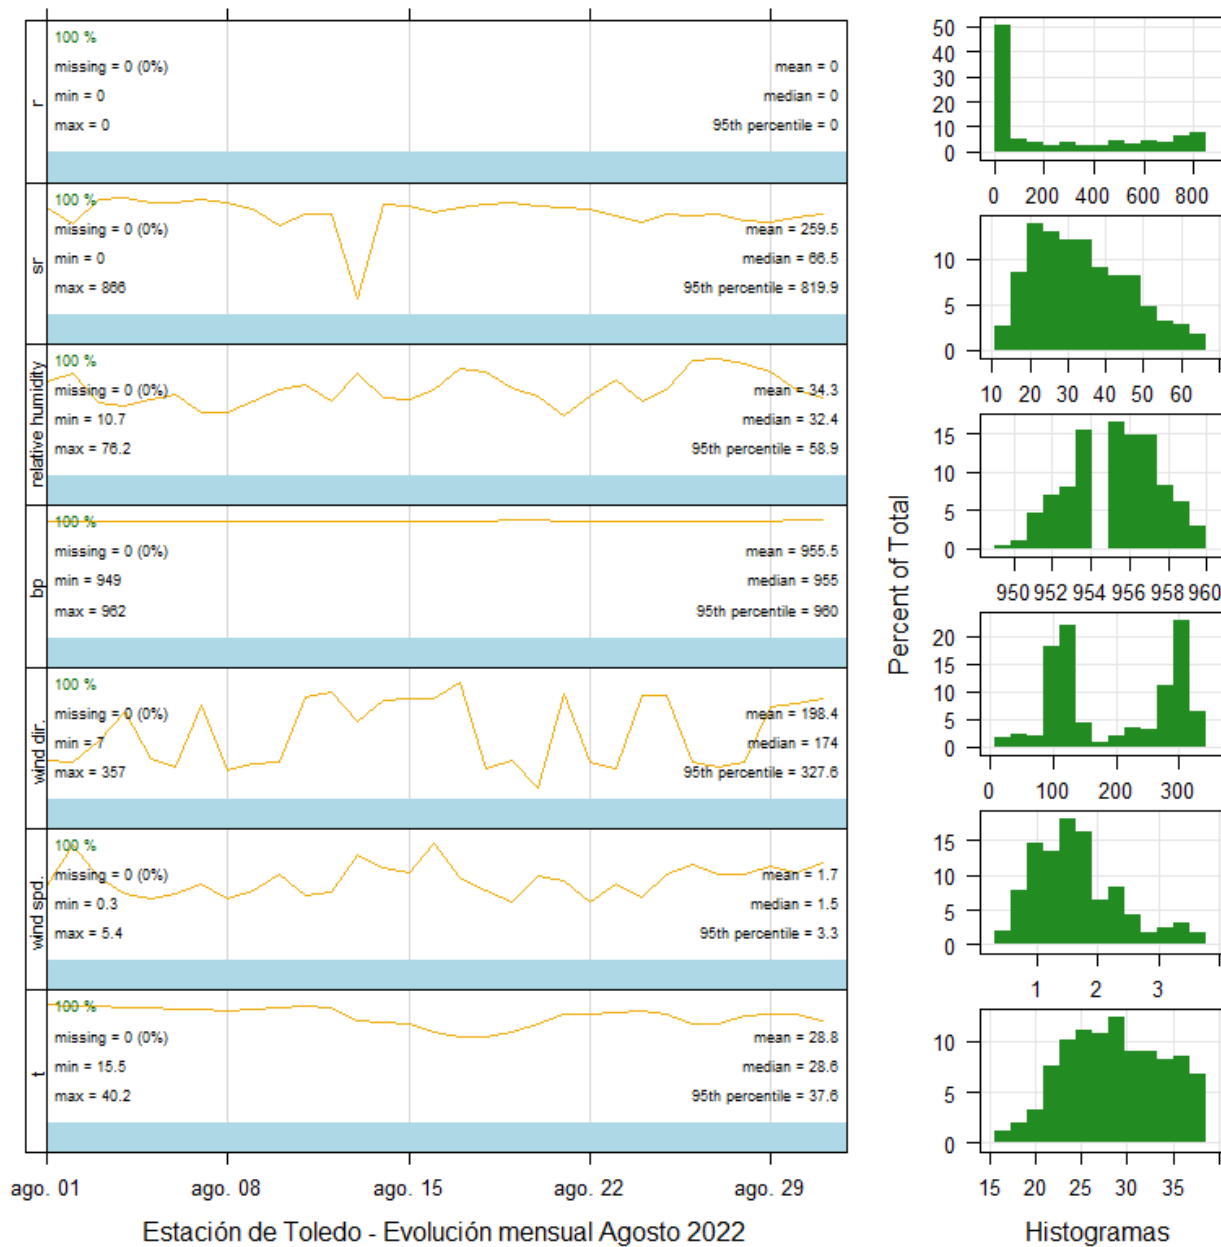 r
100 %
missing = 0 (0%)
min = 0
max = 0
mean = 0
median = 0
95th percentile = 0
sr
100 %
missing = 0 (0%)
min = 0
max = 866
mean = 259.5
median = 66.5
95th percentile = 819.9
relative humidity
100 %
missing = 0 (0%)
min = 10.7
max = 76.2
mean = 34.3
median = 32.4
95th percentile = 58.9
bp
100 %
missing = 0 (0%)
min = 949
max = 962
mean = 955.5
median = 955
95th percentile = 960
wind dir.
100 %
missing = 0 (0%)
min = 7
max = 357
mean = 198.4
median = 174
95th percentile = 327.6
wind spd.
100 %
missing = 0 (0%)
min = 0.3
max = 5.4
mean = 1.7
median = 1.5
95th percentile = 3.3
t
100 %
missing = 0 (0%)
min = 15.5
max = 40.2
mean = 28.8
median = 28.6
95th percentile = 37.6
ago. 01 ago. 08 ago. 15 ago. 22 ago. 29
Estación de Toledo - Evolución mensual Agosto 2022
Percent of Total
50
40
30
20
10
0
0 200 400 600 800
10
5
0
10 20 30 40 50 60
15
10
5
0
950 952 954 956 958 960
20
15
10
5
0
0 100 200 300
15
10
5
0
1 2 3
10
5
0
15 20 25 30 35
Histogramas